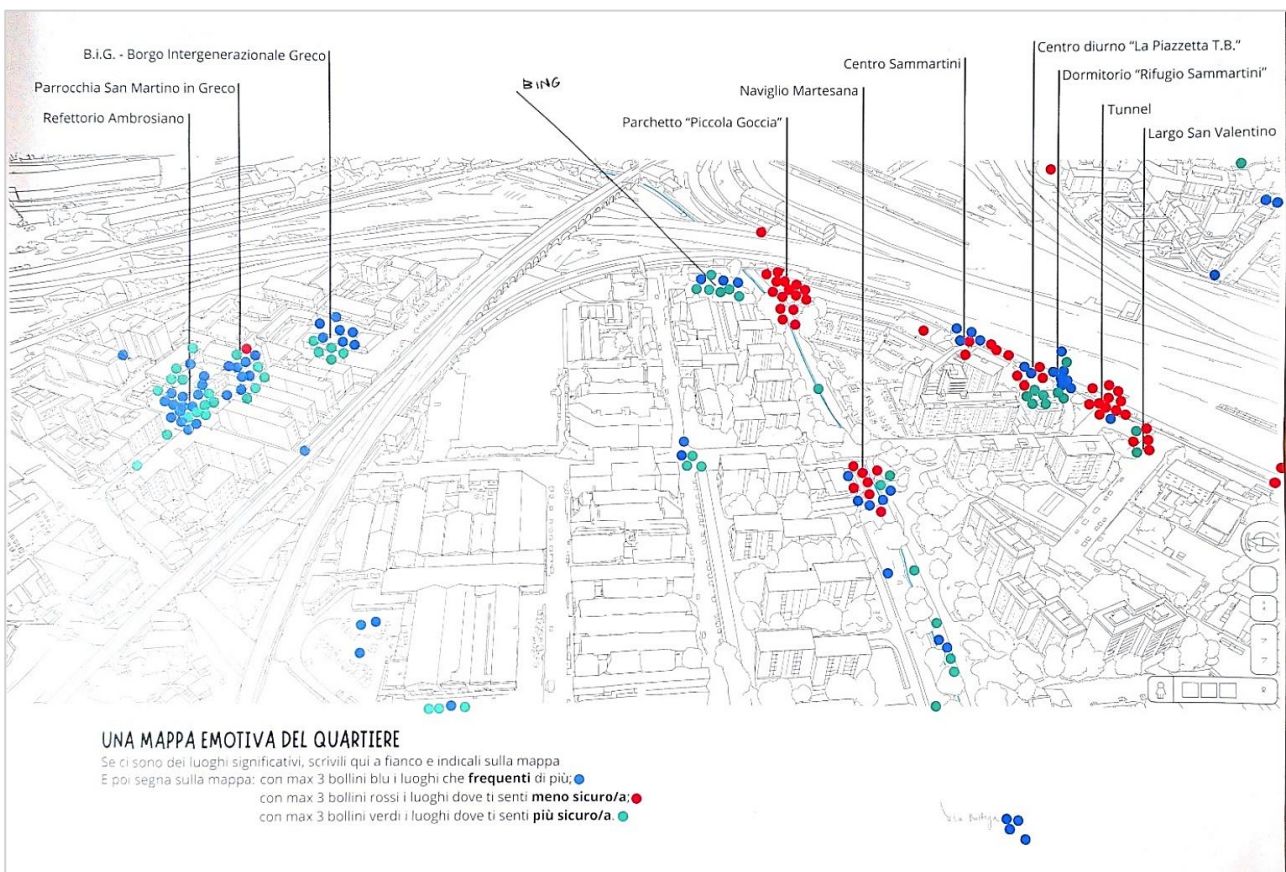 B.i.G. - Borgo Intergenerazionale Greco
Parrocchia San Martino in Greco
Refettorio Ambrosiano
BING
Parchetto “Piccola Goccia”
Naviglio Martesana
Centro Sammartini
Centro diurno “La Piazzetta T.B.”
Dormitorio “Rifugio Sammartini”
Tunnel
Largo San Valentino
UNA MAPPA EMOTIVA DEL QUARTIERE
Se ci sono dei luoghi significativi, scrivili qui a fianco e indicali sulla mappa
E poi segna sulla mappa: con max 3 bollini blu i luoghi che frequenti di più;
con max 3 bollini rossi i luoghi dove ti senti meno sicuro/a;
con max 3 bollini verdi i luoghi dove ti senti più sicuro/a.